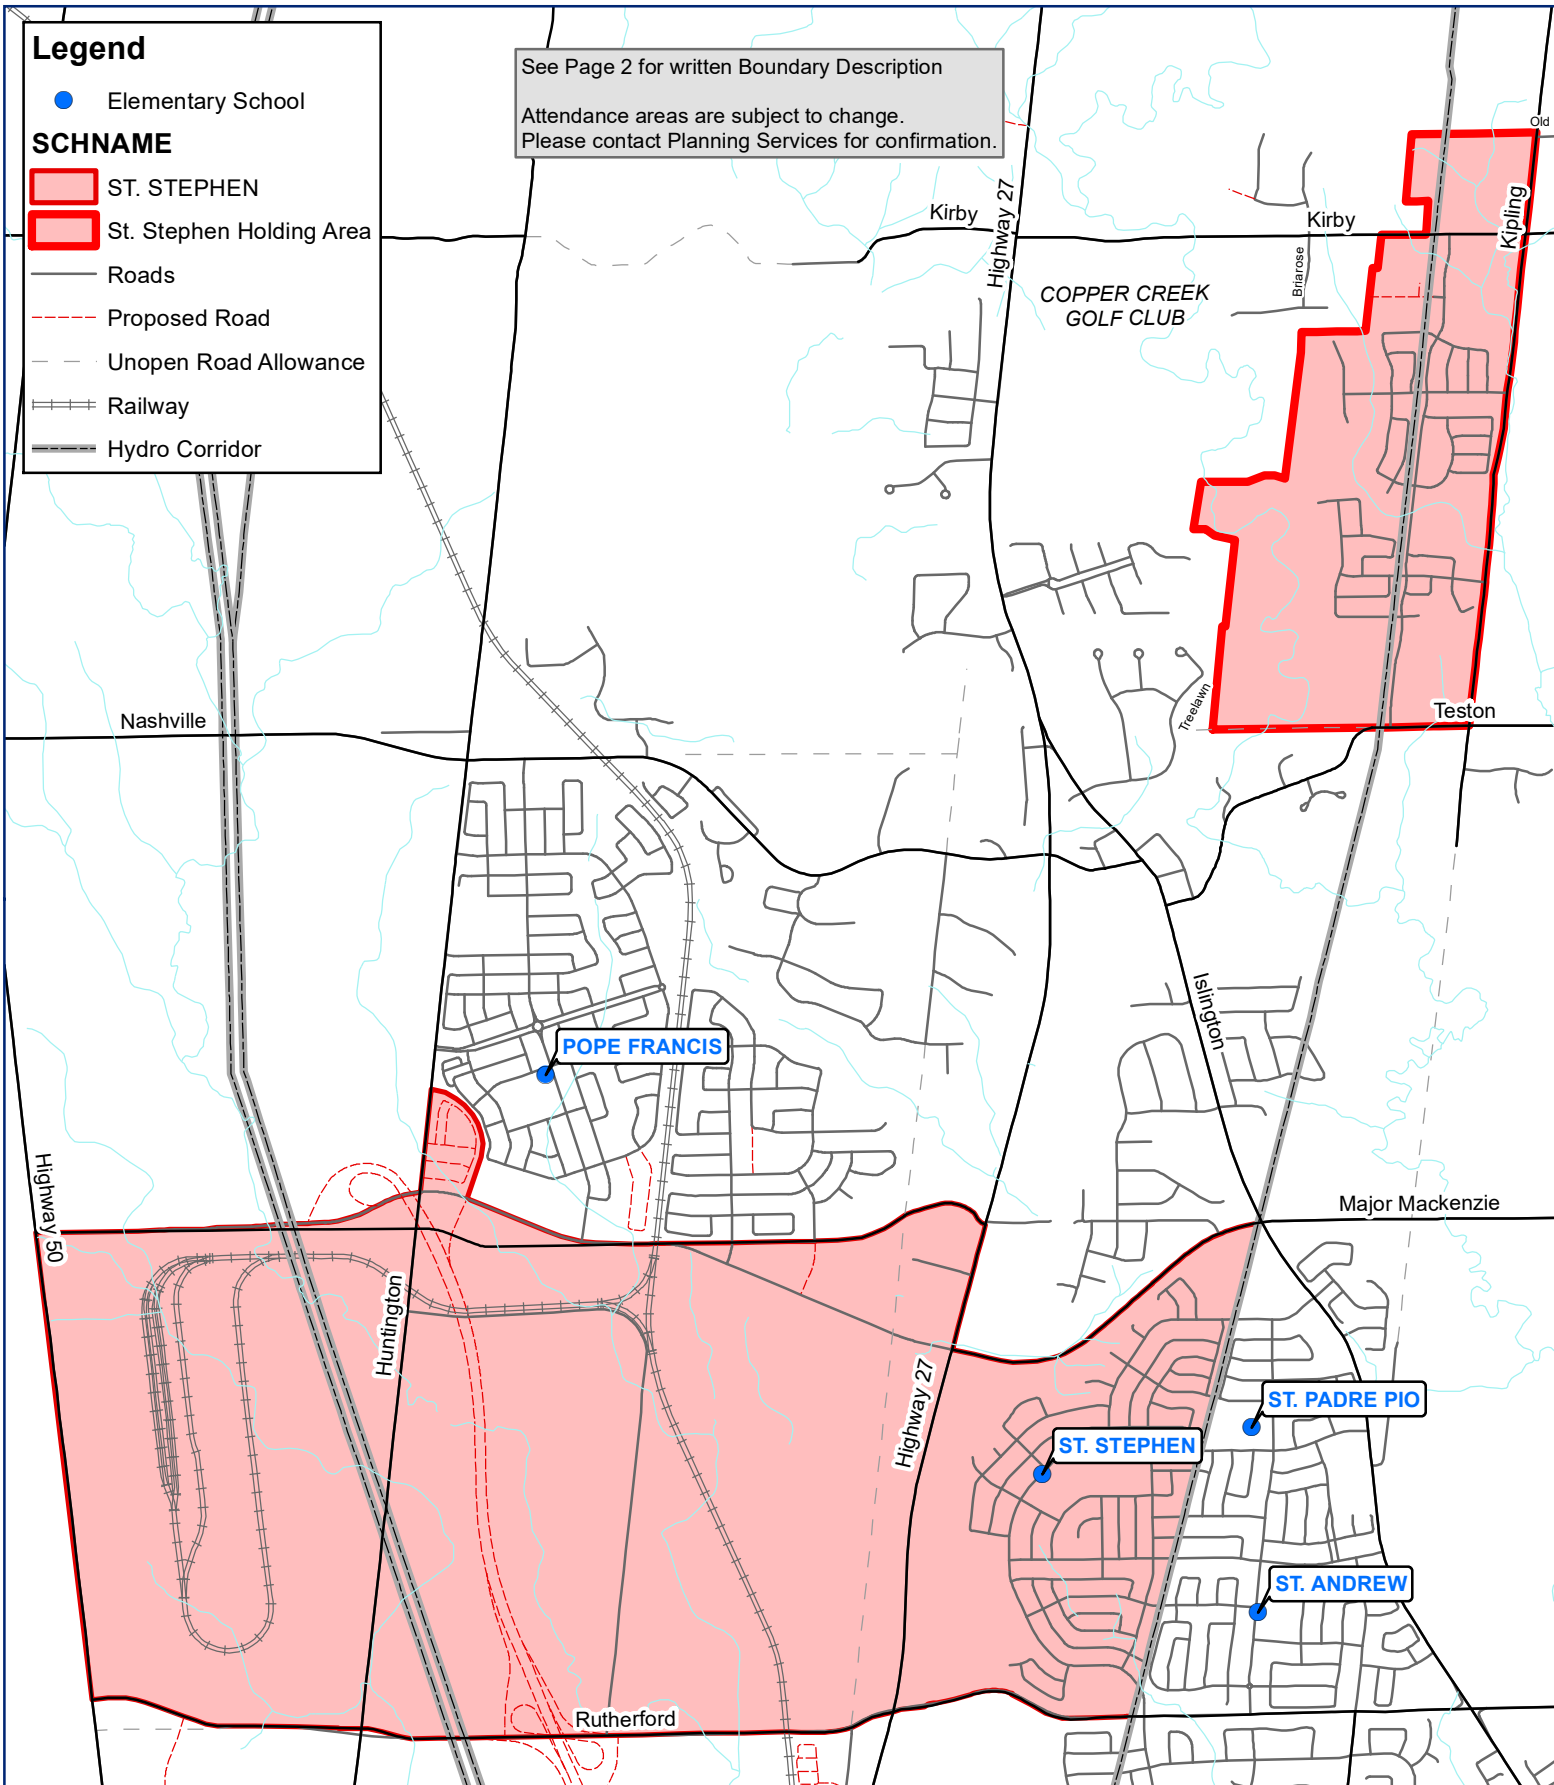 Legend
Elementary School
SCHNAME
ST. STEPHEN
St. Stephen Holding Area
Roads
Proposed Road
Unopen Road Allowance
Railway
Hydro Corridor
See Page 2 for written Boundary Description
Attendance areas are subject to change.
Please contact Planning Services for confirmation.
Old
Kipling
Kirby
Highway 27
Kirby
Briarose
COPPER CREEK
GOLF CLUB
Treelawn
Teston
Nashville
Islington
POPE FRANCIS
Highway 50
Major Mackenzie
Huntington
Highway 27
ST. PADRE PIO
ST. STEPHEN
ST. ANDREW
Rutherford